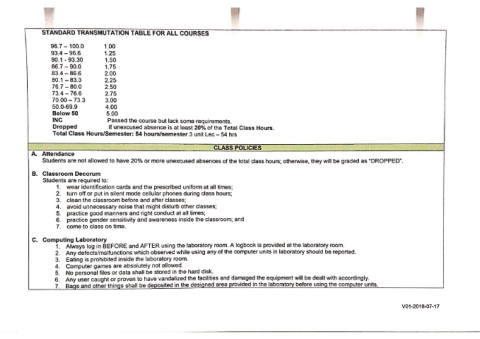 STANDARD TRANSMUTATION TABLE FOR ALL COURSES
96.7 – 100.0 1.00
93.4 – 96.6 1.25
90.1 - 93.30 1.50
86.7 – 90.0 1.75
83.4 – 86.6 2.00
80.1 – 83.3 2.25
76.7 – 80.0 2.50
73.4 – 76.6 2.75
70.00 – 73.3 3.00
50.0-69.9 4.00
Below 50 5.00
INC Passed the course but lack some requirements.
Dropped If unexcused absence is at least 20% of the Total Class Hours.
Total Class Hours/Semester: 54 hours/semester 3 unit Lec – 54 hrs
CLASS POLICIES
A. Attendance
Students are not allowed to have 20% or more unexcused absences of the total class hours; otherwise, they will be graded as "DROPPED".
B. Classroom Decorum
Students are required to:
1. wear identification cards and the prescribed uniform at all times;
2. turn off or put in silent mode cellular phones during class hours;
3. clean the classroom before and after classes;
4. avoid unnecessary noise that might disturb other classes;
5. practice good manners and right conduct at all times;
6. practice gender sensitivity and awareness inside the classroom; and
7. come to class on time.
C. Computing Laboratory
1. Always log in BEFORE and AFTER using the laboratory room. A logbook is provided at the laboratory room.
2. Any defects/malfunctions which observed while using any of the computer units in laboratory should be reported.
3. Eating is prohibited inside the laboratory room.
4. Computer games are absolutely not allowed.
5. No personal files or data shall be stored in the hard disk.
6. Any user caught or proven to have vandalized the facilities and damaged the equipment will be dealt with accordingly.
7. Bags and other things shall be deposited in the designed area provided in the laboratory before using the computer units.
V01-2018-07-17